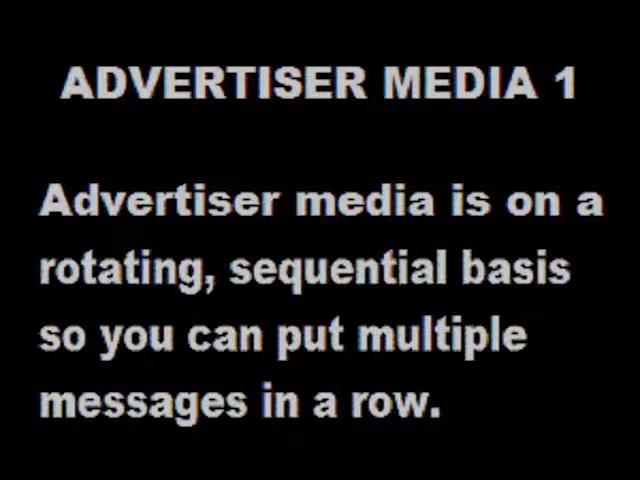 ADVERTISER MEDIA 1
Advertiser media is on a
rotating, sequential basis
so you can put multiple
messages in a row.